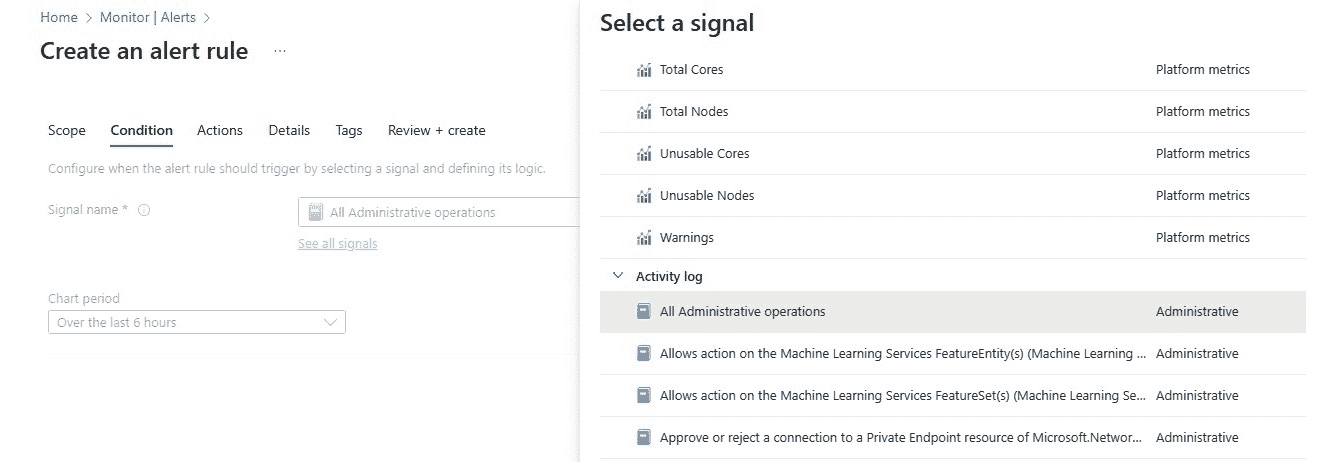 Home > Monitor | Alerts >
Create an alert rule ...
Scope Condition Actions Details Tags Review + create
Configure when the alert rule should trigger by selecting a signal and defining its logic.
Signal name * All Administrative operations
See all signals
Chart period
Over the last 6 hours
Select a signal
Total Cores Platform metrics
Total Nodes Platform metrics
Unusable Cores Platform metrics
Unusable Nodes Platform metrics
Warnings Platform metrics
Activity log
All Administrative operations Administrative
Allows action on the Machine Learning Services FeatureEntity(s) (Machine Learning ... Administrative
Allows action on the Machine Learning Services FeatureSet(s) (Machine Learning Se... Administrative
Approve or reject a connection to a Private Endpoint resource of Microsoft.Networ... Administrative